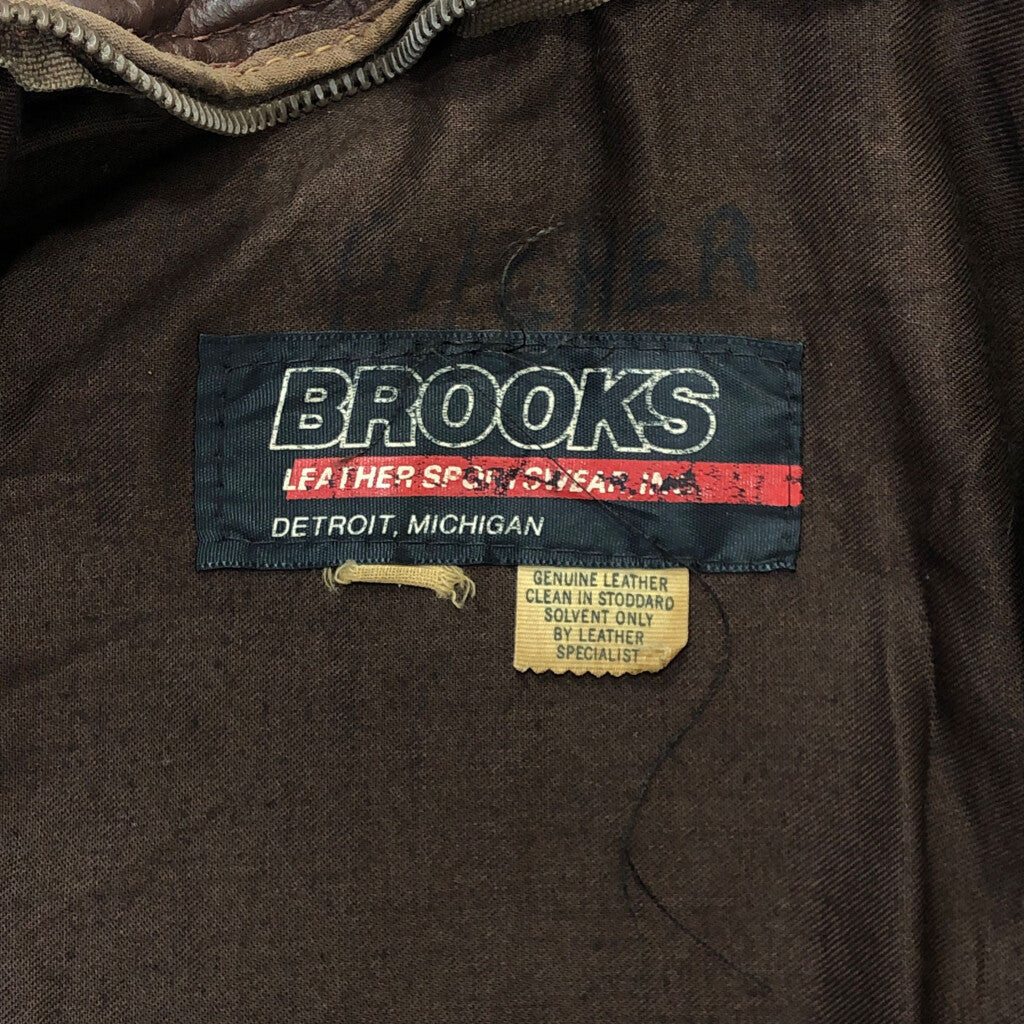 BROOKS
LEATHER SPORTSWEAR, INC.
DETROIT, MICHIGAN
GENUINE LEATHER
CLEAN IN STODDARD
SOLVENT ONLY
BY LEATHER
SPECIALIST